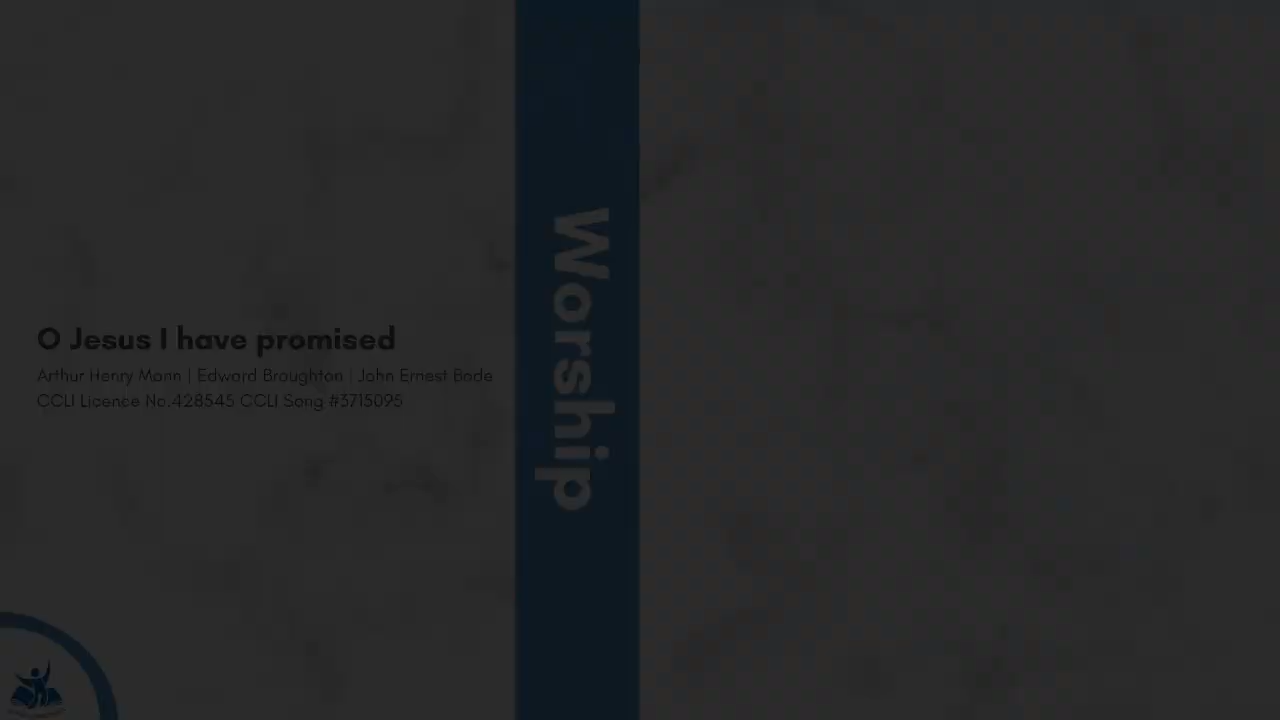 O Jesus I have promised
Arthur Henry Mann | Edward Broughton | John Ernest Bode
CCLI Licence No.428545 CCLI Song #3715095
Worship